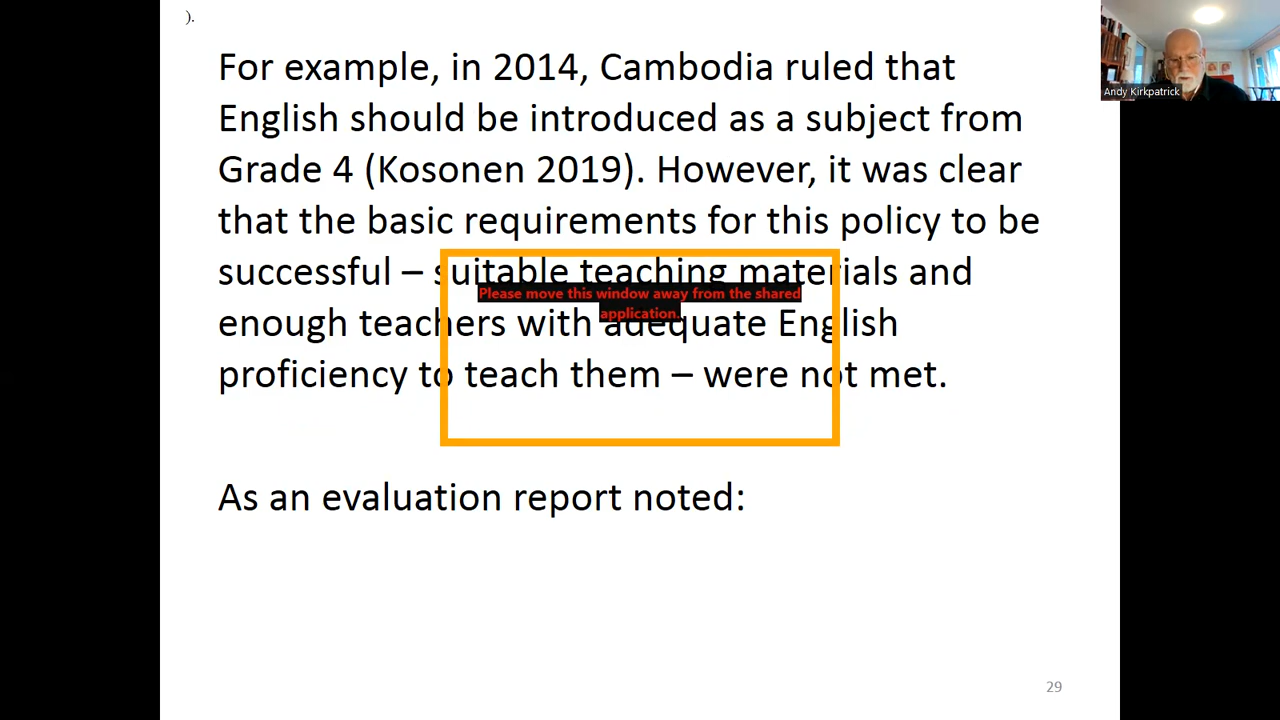 ).
For example, in 2014, Cambodia ruled that
English should be introduced as a subject from
Grade 4 (Kosonen 2019). However, it was clear
that the basic requirements for this policy to be
successful – suitable teaching materials and
enough teachers with adequate English
proficiency to teach them – were not met.
Please move this window away from the shared
application.
As an evaluation report noted:
29
Andy Kirkpatrick